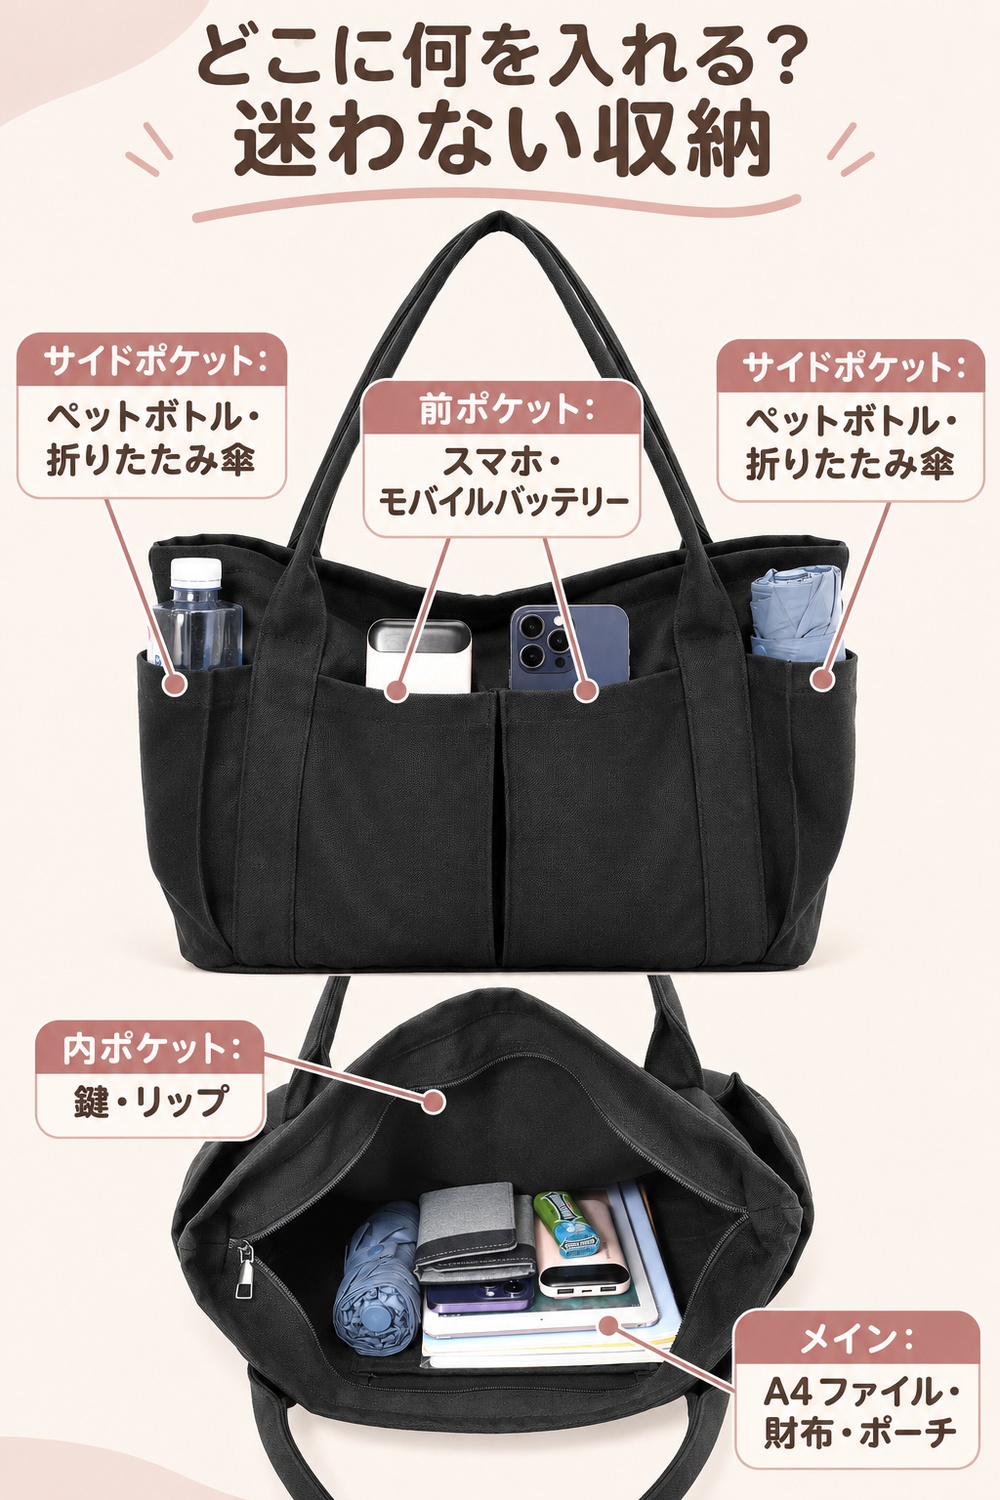 どこに何を入れる?
迷わない収納
サイドポケット:
ペットボトル・
折りたたみ傘
前ポケット:
スマホ・
モバイルバッテリー
サイドポケット:
ペットボトル・
折りたたみ傘
内ポケット:
鍵・リップ
メイン:
A4ファイル・
財布・ポーチ